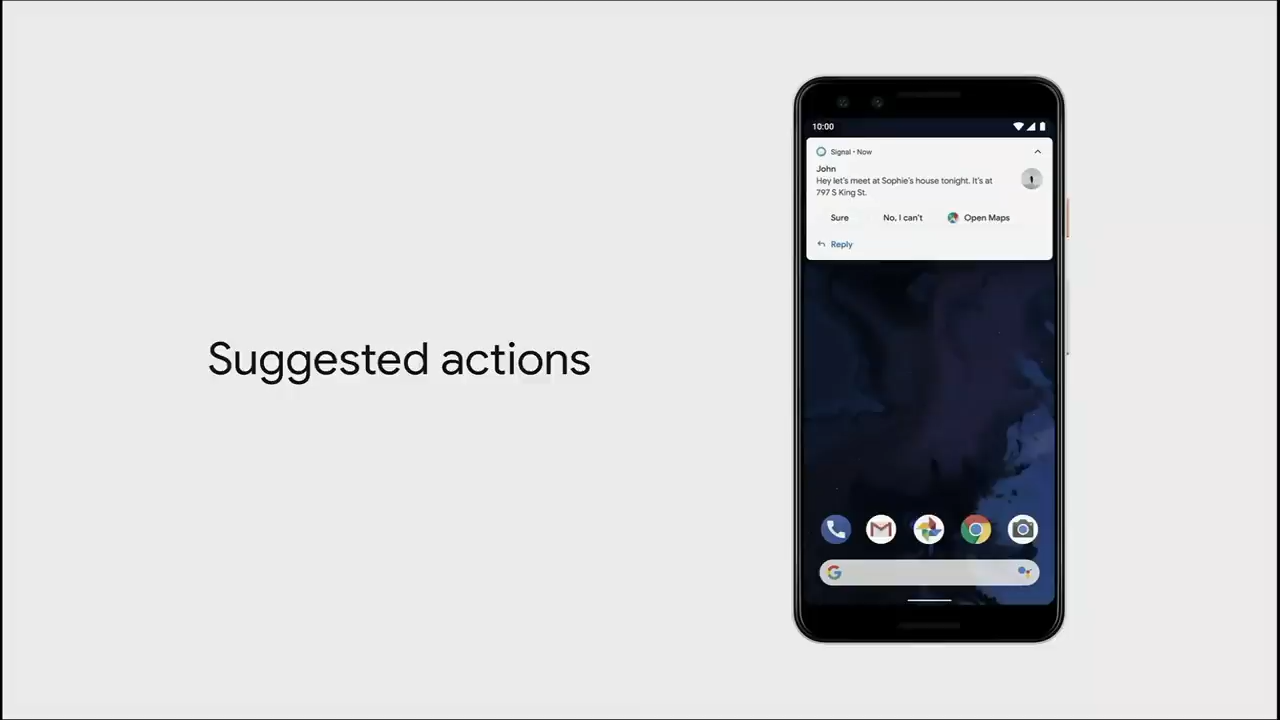 Suggested actions
10:00
Signal • Now
John
Hey let's meet at Sophie's house tonight. It's at
797 S King St.
Sure No, I can't Open Maps
Reply